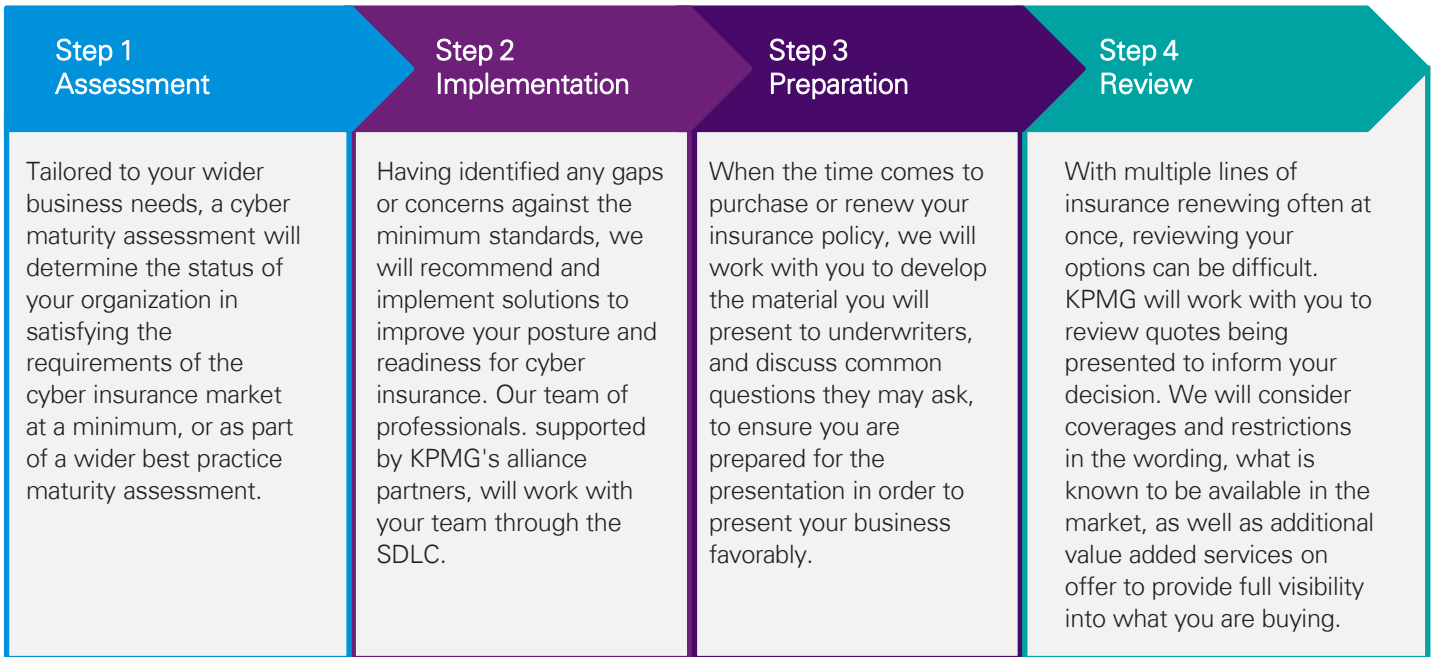 Step 1
Assessment
Tailored to your wider
business needs, a cyber
maturity assessment will
determine the status of
your organization in
satisfying the
requirements of the
cyber insurance market
at a minimum, or as part
of a wider best practice
maturity assessment.
Step 2
Implementation
Having identified any gaps
or concerns against the
minimum standards, we
will recommend and
implement solutions to
improve your posture and
readiness for cyber
insurance. Our team of
professionals. supported
by KPMG's alliance
partners, will work with
your team through the
SDLC.
Step 3
Preparation
When the time comes to
purchase or renew your
insurance policy, we will
work with you to develop
the material you will
present to underwriters,
and discuss common
questions they may ask,
to ensure you are
prepared for the
presentation in order to
present your business
favorably.
Step 4
Review
With multiple lines of
insurance renewing often at
once, reviewing your
options can be difficult.
KPMG will work with you to
review quotes being
presented to inform your
decision. We will consider
coverages and restrictions
in the wording, what is
known to be available in the
market, as well as additional
value added services on
offer to provide full visibility
into what you are buying.